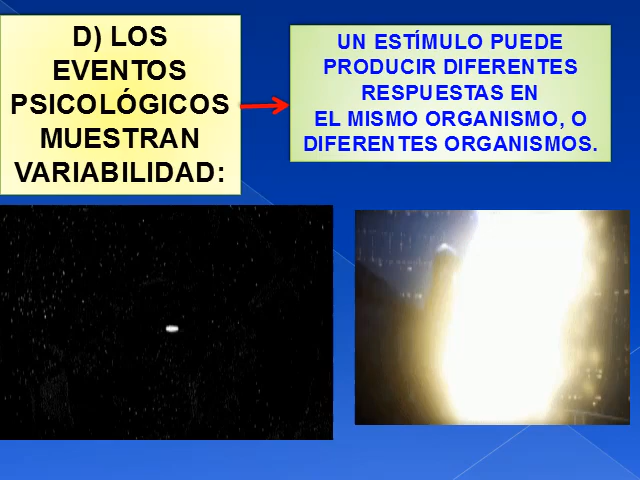 D) LOS
EVENTOS
PSICOLÓGICOS
MUESTRAN
VARIABILIDAD:
UN ESTÍMULO PUEDE
PRODUCIR DIFERENTES
RESPUESTAS EN
EL MISMO ORGANISMO, O
DIFERENTES ORGANISMOS.